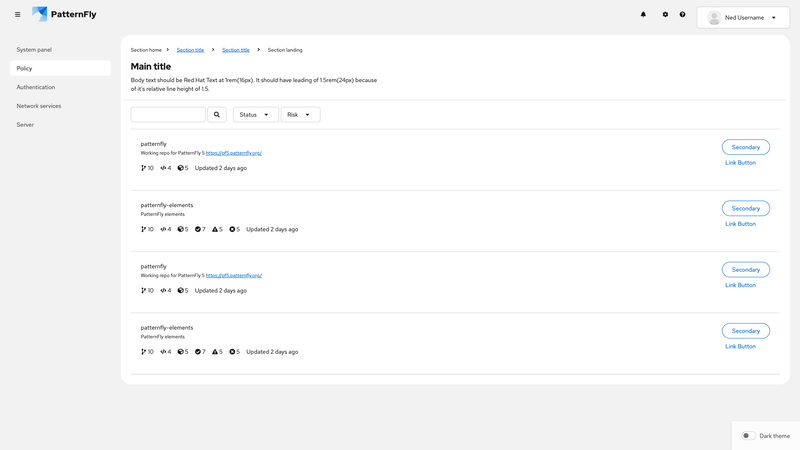 PatternFly
Ned Username
System panel
Policy
Authentication
Network services
Server
Section home Section title Section title Section landing
Main title
Body text should be Red Hat Text at 1rem(16px). It should have leading of 1.5rem(24px) because
of it's relative line height of 1.5.
Status Risk
patternfly
Working repo for PatternFly 5 https://pf5.patternfly.org/
10 4 5 Updated 2 days ago
Secondary
Link Button
patternfly-elements
PatternFly elements
10 4 5 7 5 5 Updated 2 days ago
Secondary
Link Button
patternfly
Working repo for PatternFly 5 https://pf5.patternfly.org/
10 4 5 Updated 2 days ago
Secondary
Link Button
patternfly-elements
PatternFly elements
10 4 5 7 5 5 Updated 2 days ago
Secondary
Link Button
Dark theme